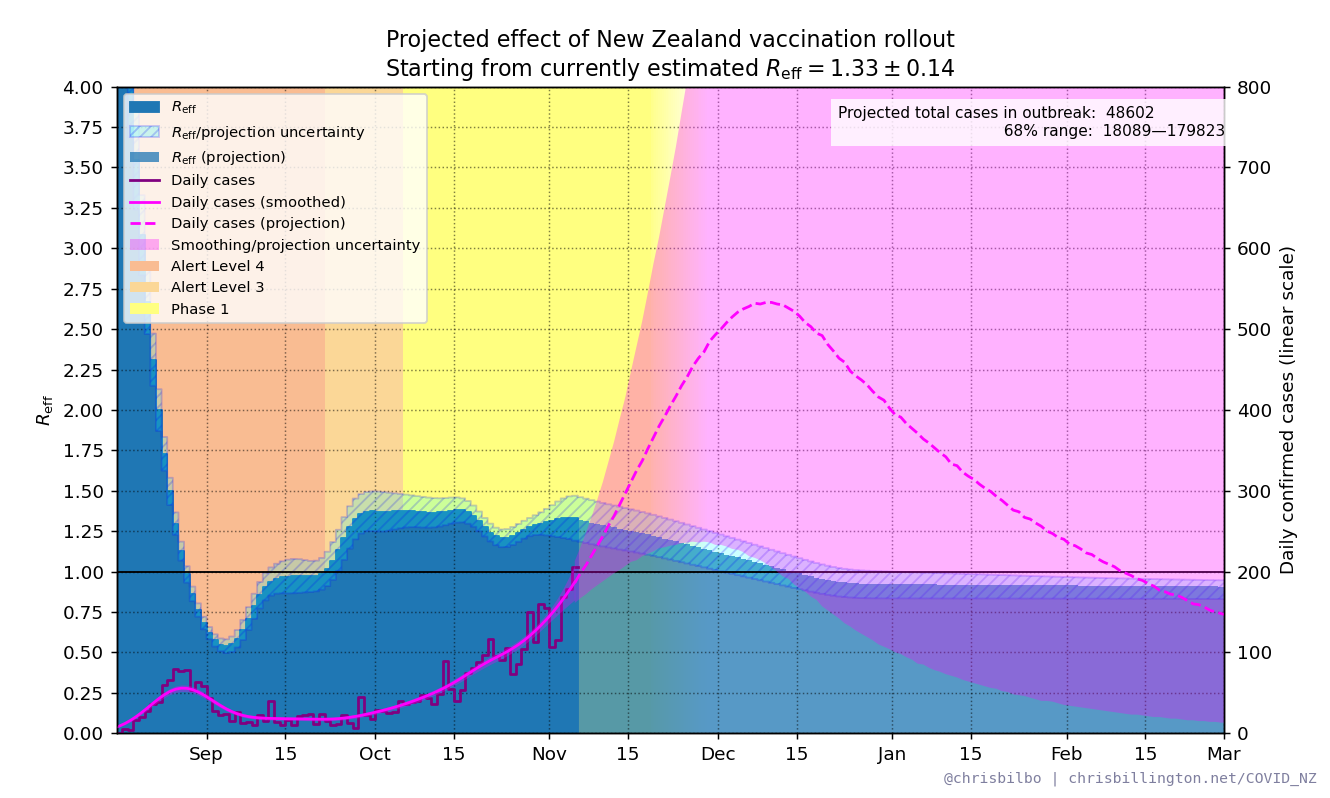 Projected effect of New Zealand vaccination rollout
Starting from currently estimated R_eff = 1.33 ± 0.14
4.00
3.75
3.50
3.25
3.00
2.75
2.50
2.25
2.00
1.75
1.50
1.25
1.00
0.75
0.50
0.25
0.00
R_eff
R_eff
R_eff/projection uncertainty
R_eff (projection)
Daily cases
Daily cases (smoothed)
Daily cases (projection)
Smoothing/projection uncertainty
Alert Level 4
Alert Level 3
Phase 1
Projected total cases in outbreak: 48602
68% range: 18089—179823
800
700
600
500
400
300
200
100
0
Daily confirmed cases (linear scale)
Sep 15 Oct 15 Nov 15 Dec 15 Jan 15 Feb 15 Mar
@chrisbilbo | chrisbillington.net/COVID_NZ